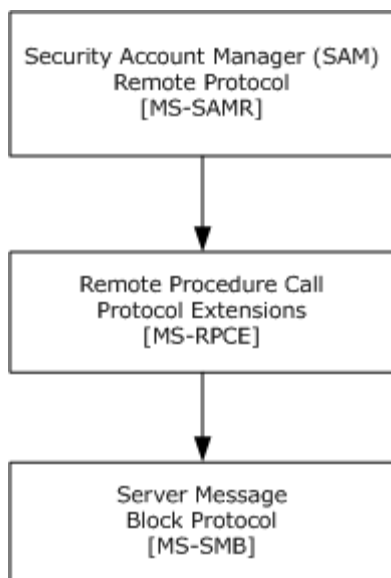 Security Account Manager (SAM)
Remote Protocol
[MS-SAMR]
Remote Procedure Call
Protocol Extensions
[MS-RPCE]
Server Message
Block Protocol
[MS-SMB]